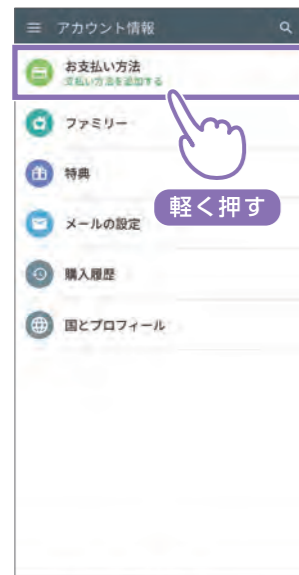 アカウント情報
お支払い方法
支払い方法を追加する
ファミリー
特典
軽く押す
メールの設定
購入履歴
国とプロフィール